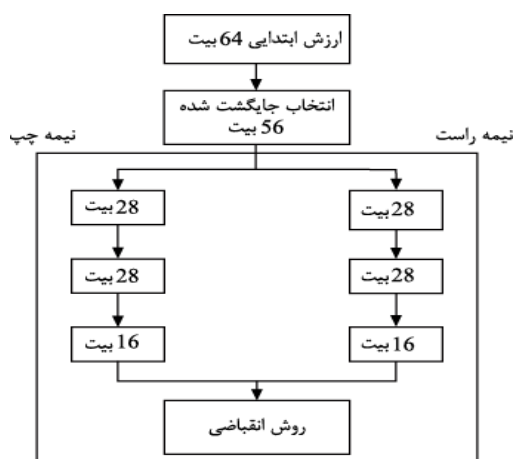 ارزش ابتدایی 64 بیت
انتخاب جایگشت شده
56 بیت
نیمه راست
نیمه چپ
28 بیت
28 بیت
28 بیت
28 بیت
16 بیت
16 بیت
روش انقباضی